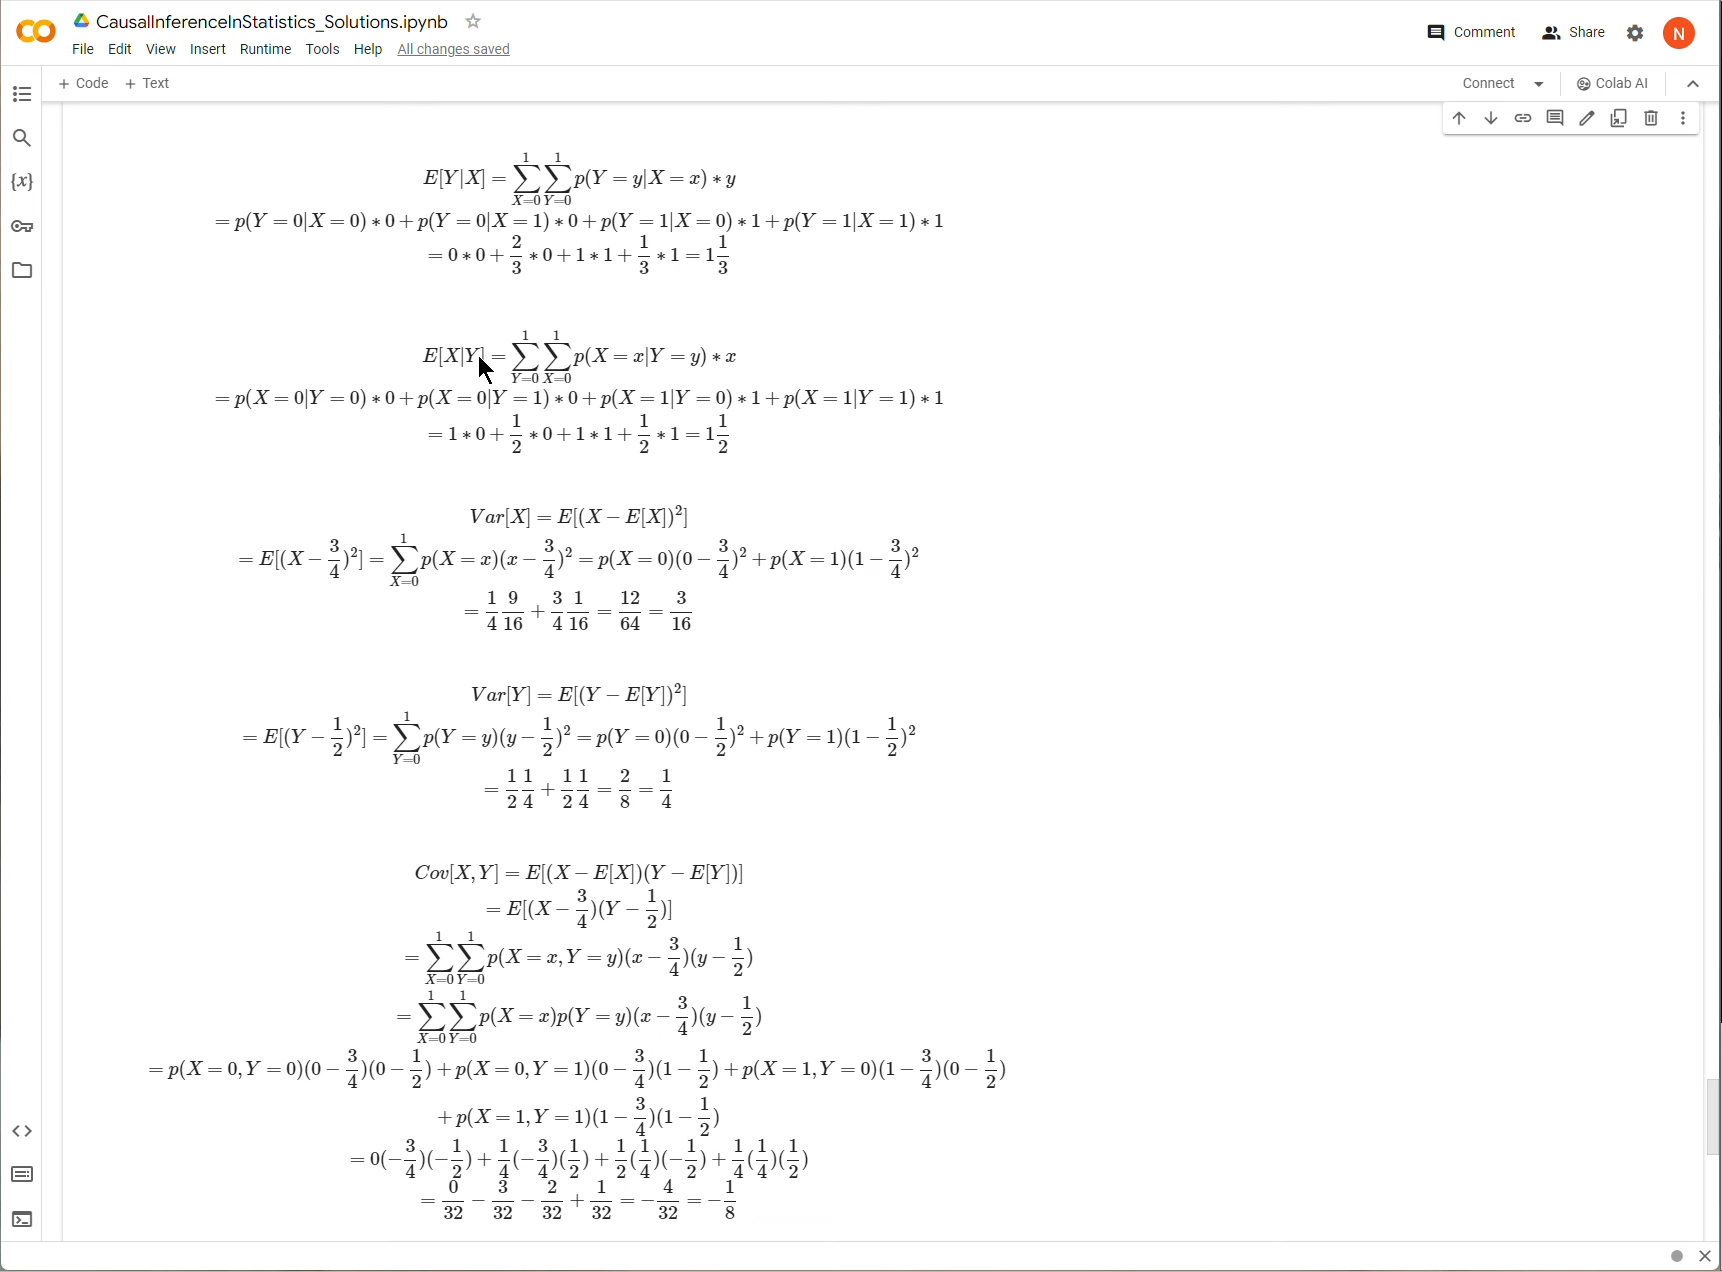 CausalInferenceInStatistics_Solutions.ipynb
File Edit View Insert Runtime Tools Help All changes saved
Comment Share N
+ Code + Text
Connect Colab AI
{x}
E[Y|X] = ∑_{X=0}^{1} ∑_{Y=0}^{1} p(Y = y|X = x) ∗ y
= p(Y = 0|X = 0) ∗ 0 + p(Y = 0|X = 1) ∗ 0 + p(Y = 1|X = 0) ∗ 1 + p(Y = 1|X = 1) ∗ 1
= 0 ∗ 0 + 2/3 ∗ 0 + 1 ∗ 1 + 1/3 ∗ 1 = 1 1/3
E[X|Y] = ∑_{Y=0}^{1} ∑_{X=0}^{1} p(X = x|Y = y) ∗ x
= p(X = 0|Y = 0) ∗ 0 + p(X = 0|Y = 1) ∗ 0 + p(X = 1|Y = 0) ∗ 1 + p(X = 1|Y = 1) ∗ 1
= 1 ∗ 0 + 1/2 ∗ 0 + 1 ∗ 1 + 1/2 ∗ 1 = 1 1/2
Var[X] = E[(X − E[X])²]
= E[(X − 3/4)²] = ∑_{X=0}^{1} p(X = x)(x − 3/4)² = p(X = 0)(0 − 3/4)² + p(X = 1)(1 − 3/4)²
= 1/4 9/16 + 3/4 1/16 = 12/64 = 3/16
Var[Y] = E[(Y − E[Y])²]
= E[(Y − 1/2)²] = ∑_{Y=0}^{1} p(Y = y)(y − 1/2)² = p(Y = 0)(0 − 1/2)² + p(Y = 1)(1 − 1/2)²
= 1/2 1/4 + 1/2 1/4 = 2/8 = 1/4
Cov[X, Y] = E[(X − E[X])(Y − E[Y])]
= E[(X − 3/4)(Y − 1/2)]
= ∑_{X=0}^{1} ∑_{Y=0}^{1} p(X = x, Y = y)(x − 3/4)(y − 1/2)
= ∑_{X=0}^{1} ∑_{Y=0}^{1} p(X = x)p(Y = y)(x − 3/4)(y − 1/2)
= p(X = 0, Y = 0)(0 − 3/4)(0 − 1/2) + p(X = 0, Y = 1)(0 − 3/4)(1 − 1/2) + p(X = 1, Y = 0)(1 − 3/4)(0 − 1/2)
+ p(X = 1, Y = 1)(1 − 3/4)(1 − 1/2)
= 0(−3/4)(−1/2) + 1/4(−3/4)(1/2) + 1/2(1/4)(−1/2) + 1/4(1/4)(1/2)
= 0/32 − 3/32 − 2/32 + 1/32 = −4/32 = −1/8